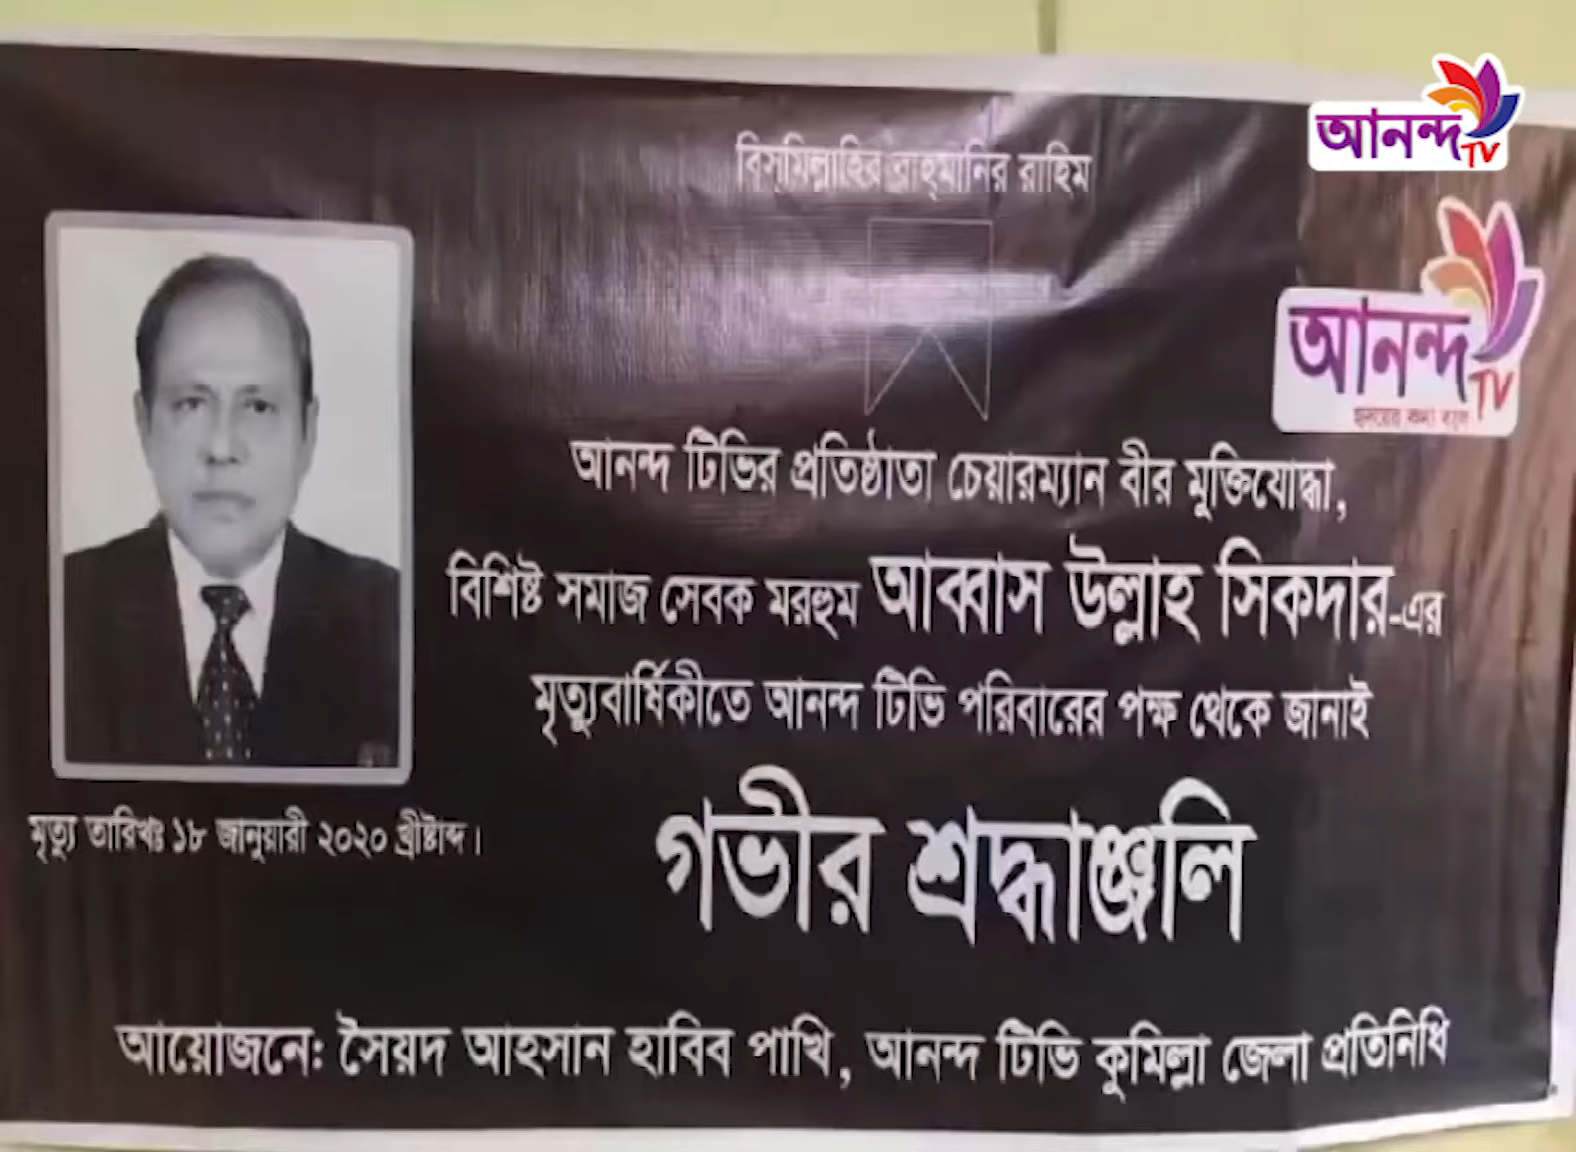 আনন্দ TV
বিস্‌মিল্লাহির রাহ্‌মানির রাহিম
আনন্দ TV
আনন্দ টিভির প্রতিষ্ঠাতা চেয়ারম্যান বীর মুক্তিযোদ্ধা,
বিশিষ্ট সমাজ সেবক মরহুম আব্বাস উল্লাহ সিকদার-এর
মৃত্যুবার্ষিকীতে আনন্দ টিভি পরিবারের পক্ষ থেকে জানাই
গভীর শ্রদ্ধাঞ্জলি
মৃত্যু তারিখঃ ১৮ জানুয়ারী ২০২০ খ্রীষ্টাব্দ।
আয়োজনে: সৈয়দ আহসান হাবিব পাখি, আনন্দ টিভি কুমিল্লা জেলা প্রতিনিধি